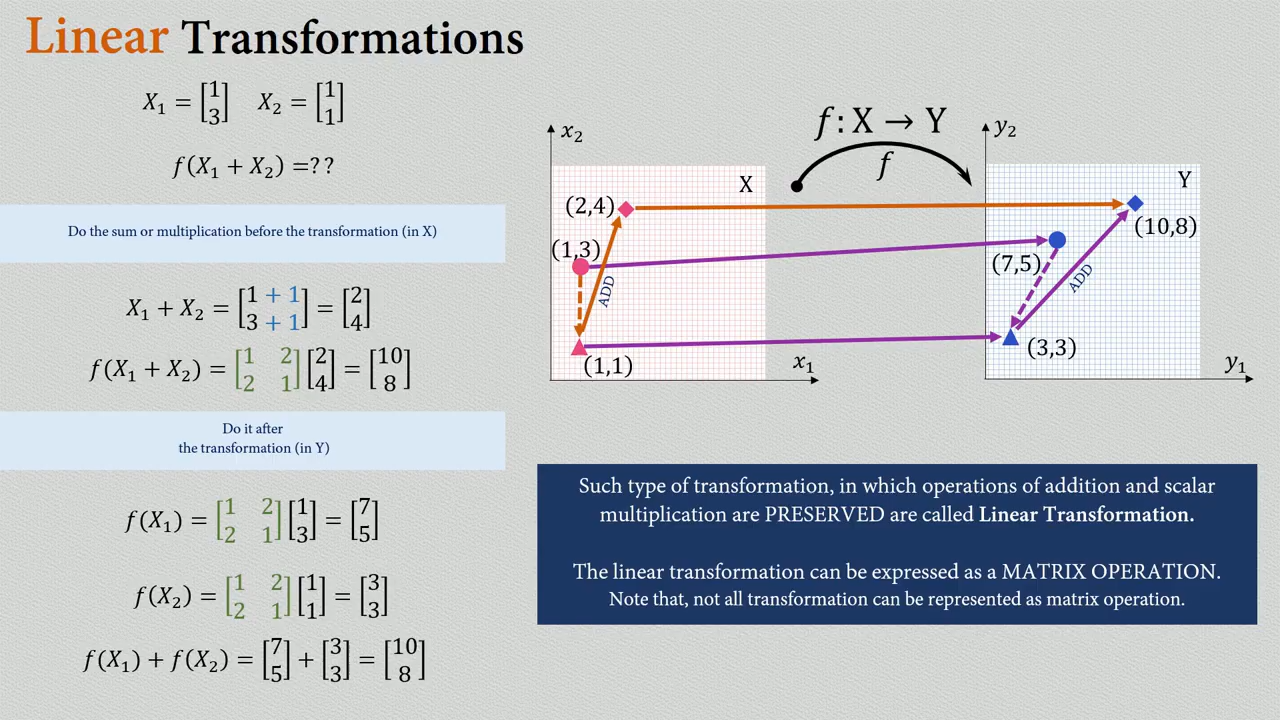 Linear Transformations
X₁ = [1 3] X₂ = [1 1]
f(X₁ + X₂) =??
Do the sum or multiplication before the transformation (in X)
X₁ + X₂ = [1 + 1 3 + 1] = [2 4]
f(X₁ + X₂) = [1 2 2 1] [2 4] = [10 8]
Do it after
the transformation (in Y)
f(X₁) = [1 2 2 1] [1 3] = [7 5]
f(X₂) = [1 2 2 1] [1 1] = [3 3]
f(X₁) + f(X₂) = [7 5] + [3 3] = [10 8]
f: X → Y
f
x₂
X
(2,4)
(1,3)
ADD
(1,1)
x₁
y₂
Y
(10,8)
(7,5)
ADD
(3,3)
y₁
Such type of transformation, in which operations of addition and scalar
multiplication are PRESERVED are called Linear Transformation.
The linear transformation can be expressed as a MATRIX OPERATION.
Note that, not all transformation can be represented as matrix operation.